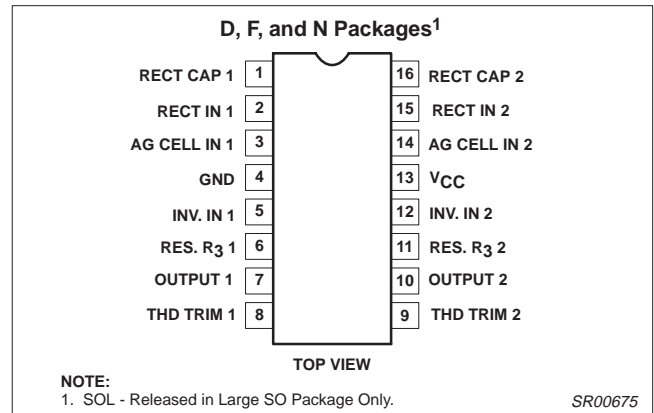 D, F, and N Packages1
RECT CAP 1 1 16 RECT CAP 2
RECT IN 1 2 15 RECT IN 2
AG CELL IN 1 3 14 AG CELL IN 2
GND 4 13 VCC
INV. IN 1 5 12 INV. IN 2
RES. R3 1 6 11 RES. R3 2
OUTPUT 1 7 10 OUTPUT 2
THD TRIM 1 8 9 THD TRIM 2
TOP VIEW
NOTE:
1. SOL - Released in Large SO Package Only.
SR00675